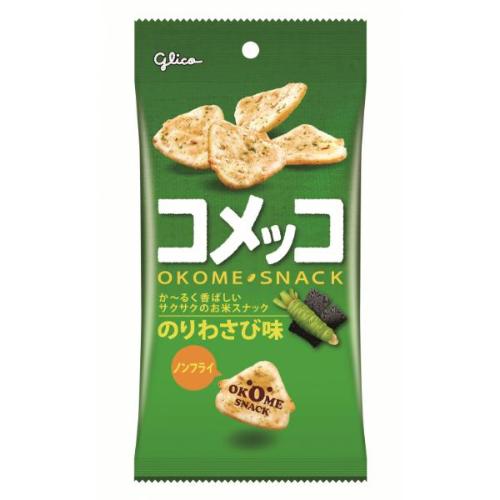 glico
コメッコ
OKOME SNACK
か～るく香ばしい
サクサクのお米スナック
のりわさび味
ノンフライ
OKOME
SNACK